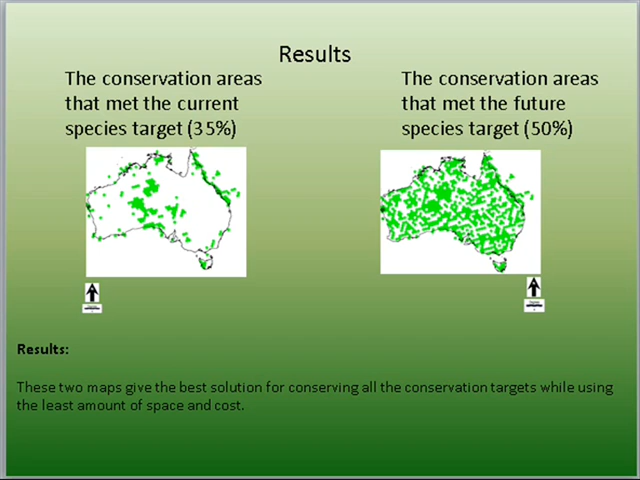 Results
The conservation areas
that met the current
species target (35%)
The conservation areas
that met the future
species target (50%)
Results:
These two maps give the best solution for conserving all the conservation targets while using
the least amount of space and cost.